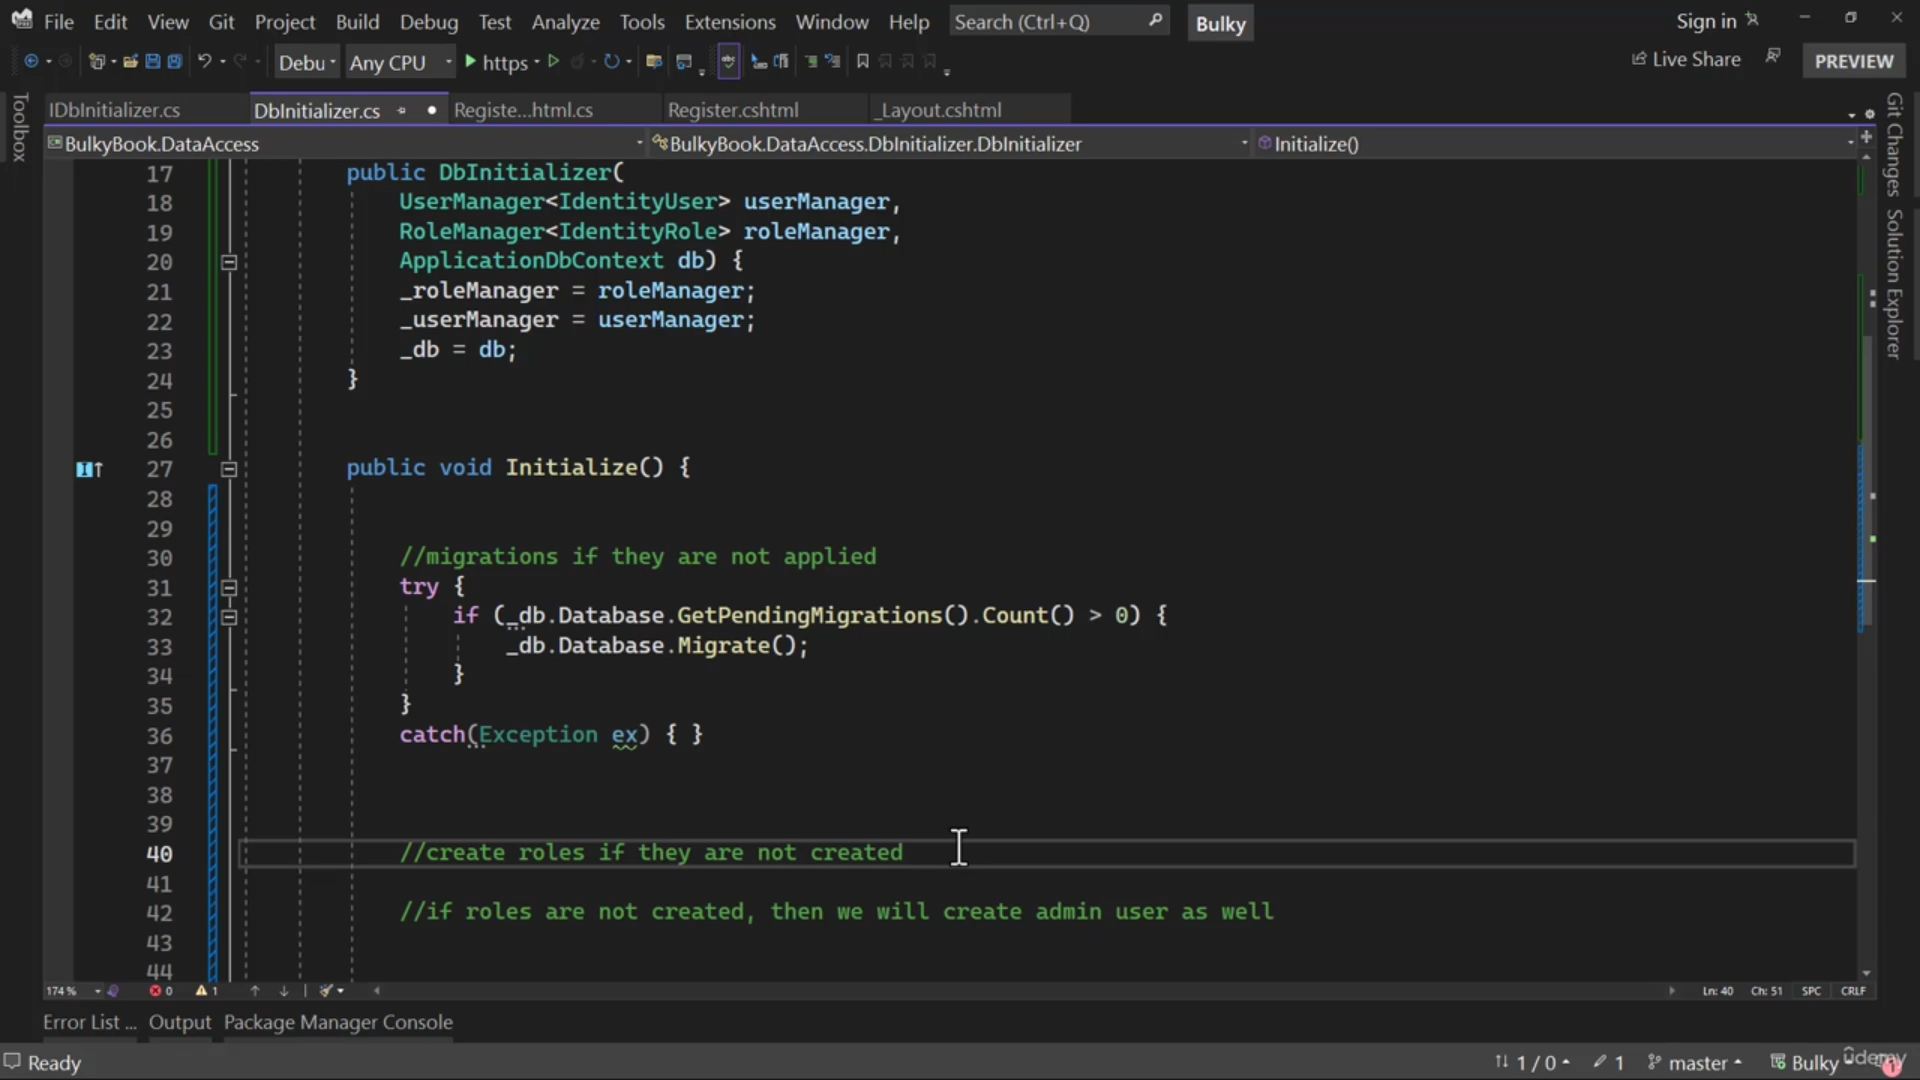 File Edit View Git Project Build Debug Test Analyze Tools Extensions Window Help Search (Ctrl+Q) Bulky Sign in
Debu Any CPU https Live Share PREVIEW
Toolbox
IDbInitializer.cs DbInitializer.cs Registe...html.cs Register.cshtml _Layout.cshtml
BulkyBook.DataAccess BulkyBook.DataAccess.DbInitializer.DbInitializer Initialize()
Git Changes
Solution Explorer
17 public DbInitializer(
18 UserManager<IdentityUser> userManager,
19 RoleManager<IdentityRole> roleManager,
20 ApplicationDbContext db) {
21 _roleManager = roleManager;
22 _userManager = userManager;
23 _db = db;
24 }
25
26
27 public void Initialize() {
28
29
30 //migrations if they are not applied
31 try {
32 if (_db.Database.GetPendingMigrations().Count() > 0) {
33 _db.Database.Migrate();
34 }
35 }
36 catch(Exception ex) { }
37
38
39
40 //create roles if they are not created
41
42 //if roles are not created, then we will create admin user as well
43
44
174 % 0 1 Ln: 40 Ch: 51 SPC CRLF
Error List ... Output Package Manager Console
Ready 1 / 0 1 master Bulky udemy 1